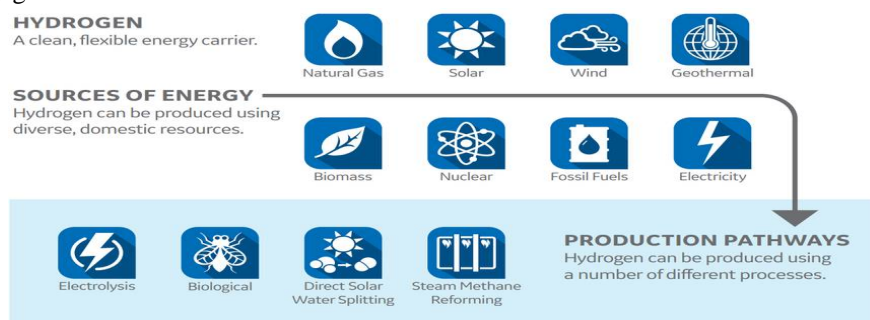 HYDROGEN
A clean, flexible energy carrier.
Natural Gas
Solar
Wind
Geothermal
SOURCES OF ENERGY
Hydrogen can be produced using
diverse, domestic resources.
Biomass
Nuclear
Fossil Fuels
Electricity
Electrolysis
Biological
Direct Solar
Water Splitting
Steam Methane
Reforming
PRODUCTION PATHWAYS
Hydrogen can be produced using
a number of different processes.